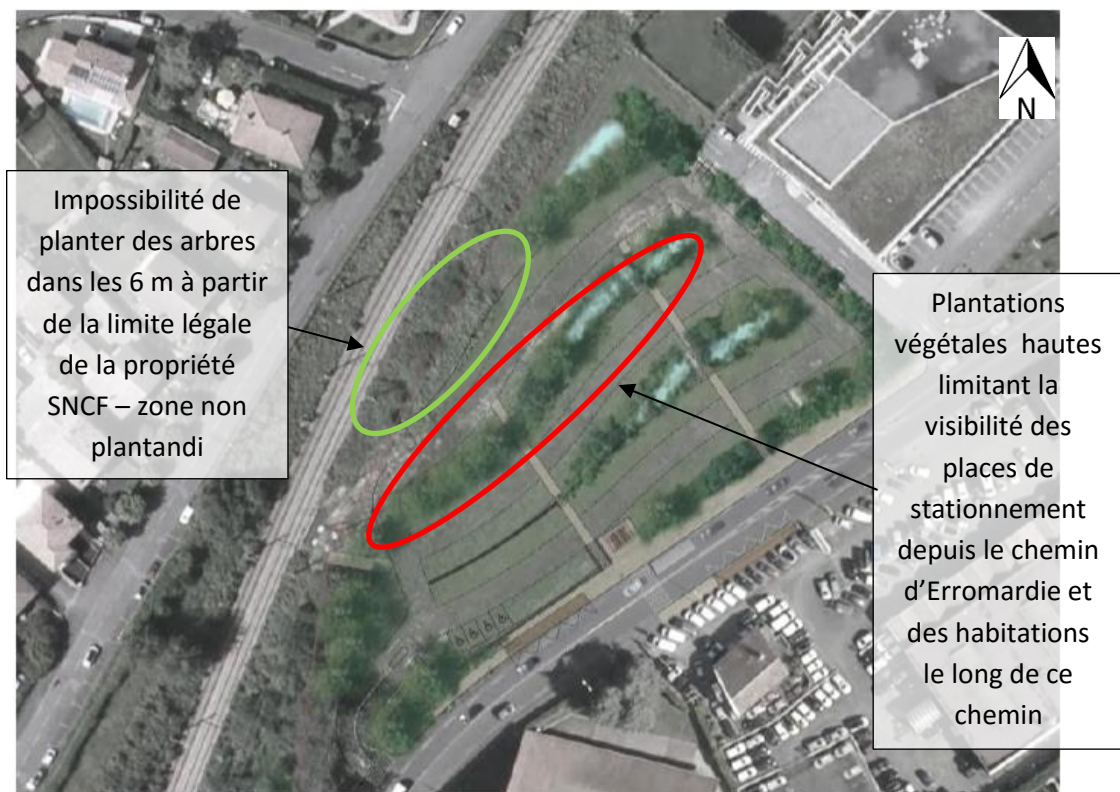 N
Impossibilité de
planter des arbres
dans les 6 m à partir
de la limite légale
de la propriété
SNCF – zone non
plantandi
Plantations
végétales hautes
limitant la
visibilité des
places de
stationnement
depuis le chemin
d’Erromardie et
des habitations
le long de ce
chemin